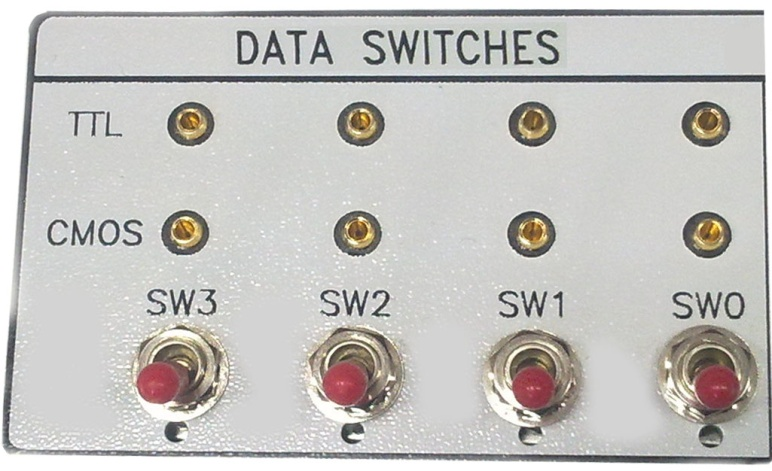 DATA SWITCHES
TTL
CMOS
SW3 SW2 SW1 SW0